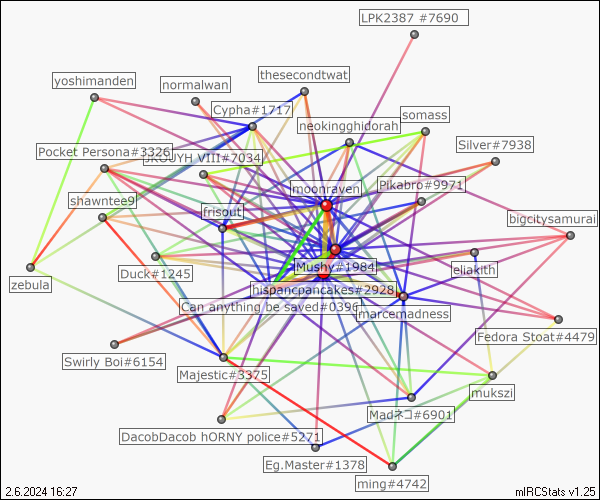 LPK2387 #7690
thesecondtwat
yoshimanden
normalwan
Cypha#1717
somass
neokingghidorah
Silver#7938
Pocket Persona#3326
VIII#7034
moonraven
Pikabro#9971
shawntee9
frisout
bigcitysamurai
Mushy#1984
eliakith
Duck#1245
zebula
hispancpancakes#2928
Can anything be saved#0396
marcemadness
Fedora Stoat#4479
Swirly Boi#6154
Majestic#3375
mukszi
Madネコ#6901
DacobDacob hORNY police#5271
Eg.Master#1378
ming#4742
2.6.2024 16:27
mIRCStats v1.25